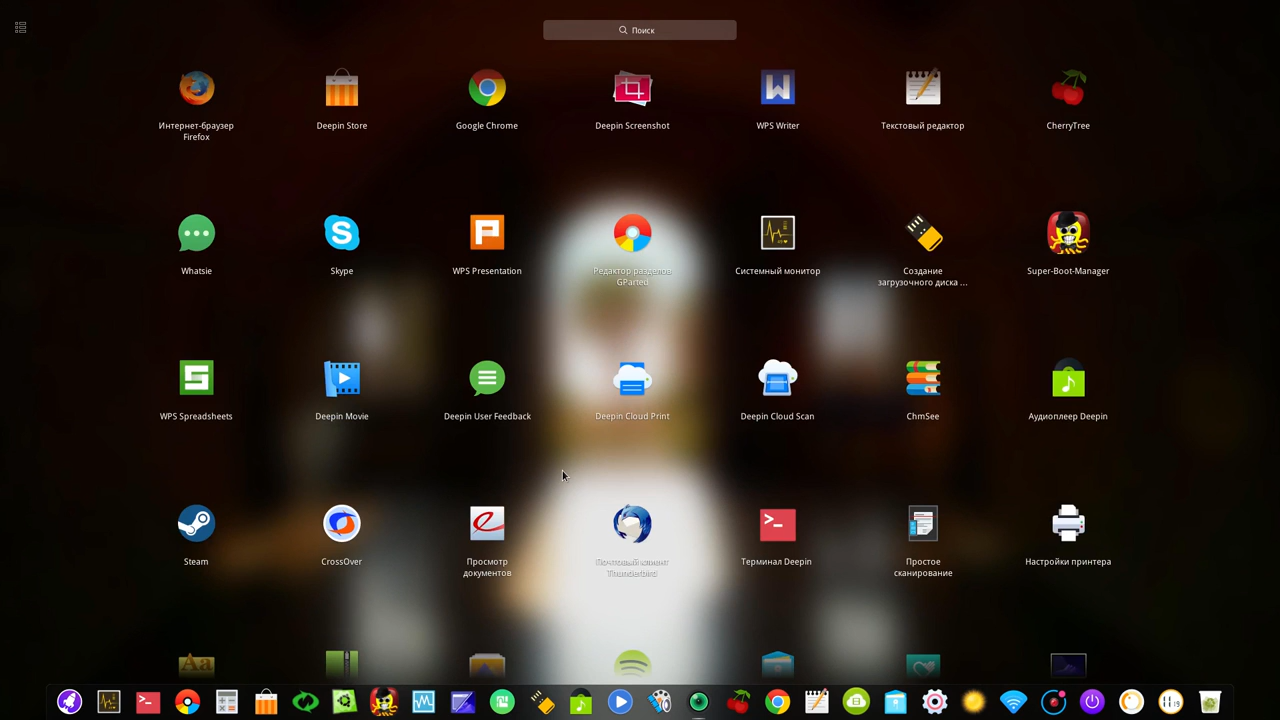 Поиск
Интернет-браузер
Firefox
Deepin Store
Google Chrome
Deepin Screenshot
WPS Writer
Текстовый редактор
CherryTree
Whatsie
Skype
WPS Presentation
Редактор разделов
GParted
Системный монитор
Создание
загрузочного диска ...
Super-Boot-Manager
WPS Spreadsheets
Deepin Movie
Deepin User Feedback
Deepin Cloud Print
Deepin Cloud Scan
ChmSee
Аудиоплеер Deepin
Steam
CrossOver
Просмотр
документов
Почтовый клиент
Thunderbird
Терминал Deepin
Простое
сканирование
Настройки принтера
Aa